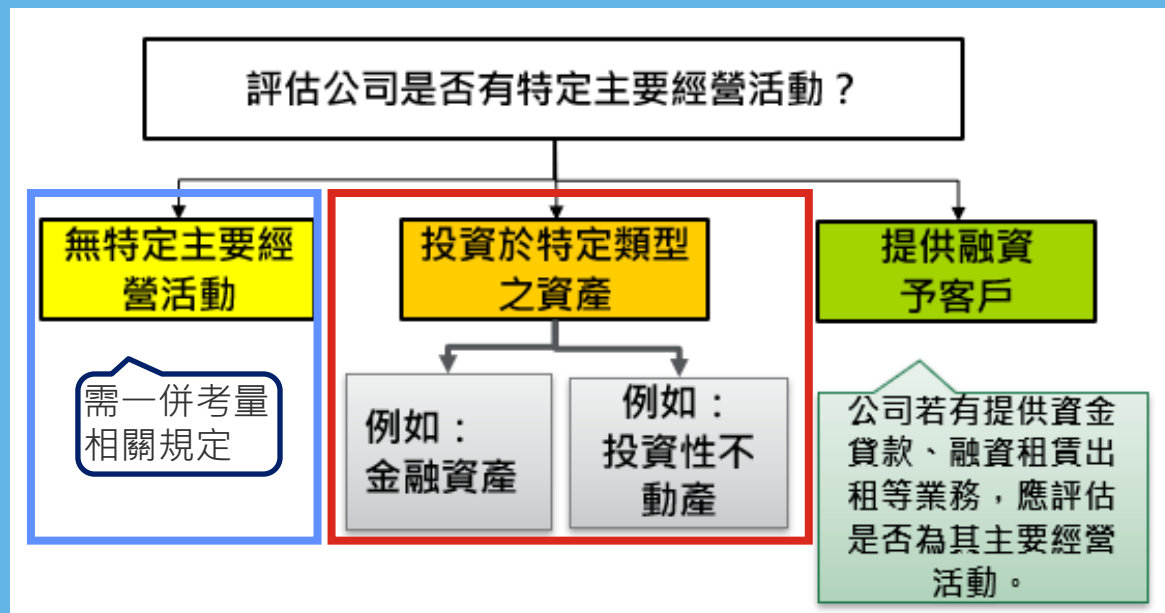 評估公司是否有特定主要經營活動？
無特定主要經
營活動
投資於特定類型
之資產
提供融資
予客戶
需一併考量
相關規定
例如：
金融資產
例如：
投資性不
動產
公司若有提供資金
貸款、融資租賃出
租等業務，應評估
是否為其主要經營
活動。